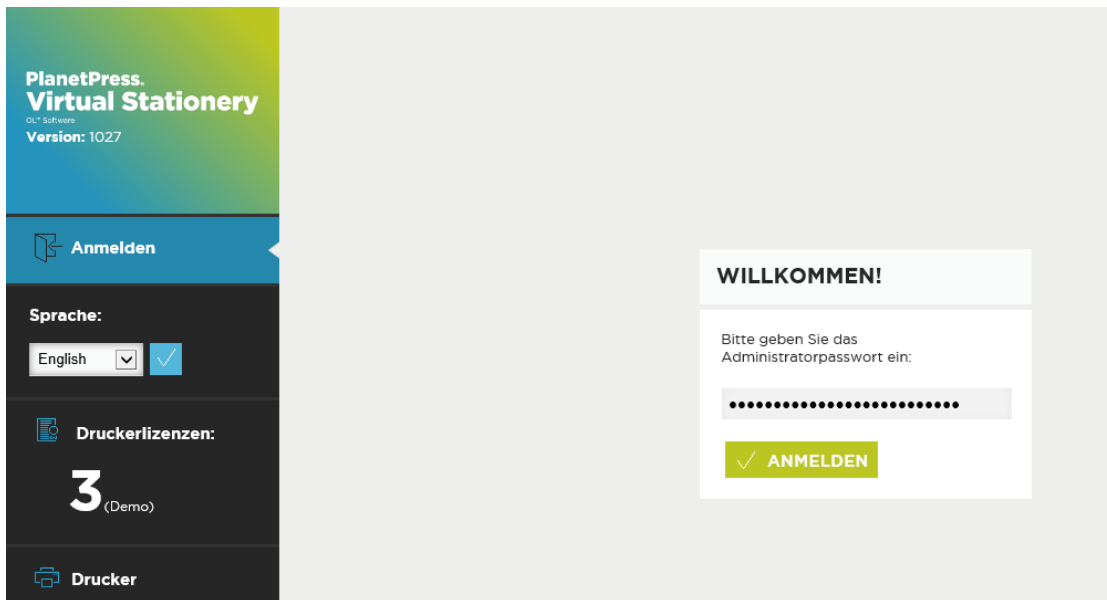 PlanetPress.
Virtual Stationery
OL® Software
Version: 1027
Anmelden
Sprache:
English
Druckerlizenzen:
3 (Demo)
Drucker
WILLKOMMEN!
Bitte geben Sie das
Administratorpasswort ein:
••••••••••••••••••••••••••
ANMELDEN